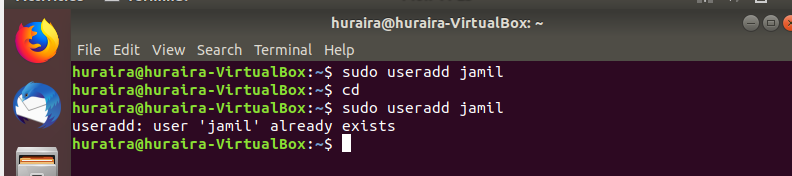 huraira@huraira-VirtualBox: ~
File Edit View Search Terminal Help
huraira@huraira-VirtualBox:~$ sudo useradd jamil
huraira@huraira-VirtualBox:~$ cd
huraira@huraira-VirtualBox:~$ sudo useradd jamil
useradd: user 'jamil' already exists
huraira@huraira-VirtualBox:~$